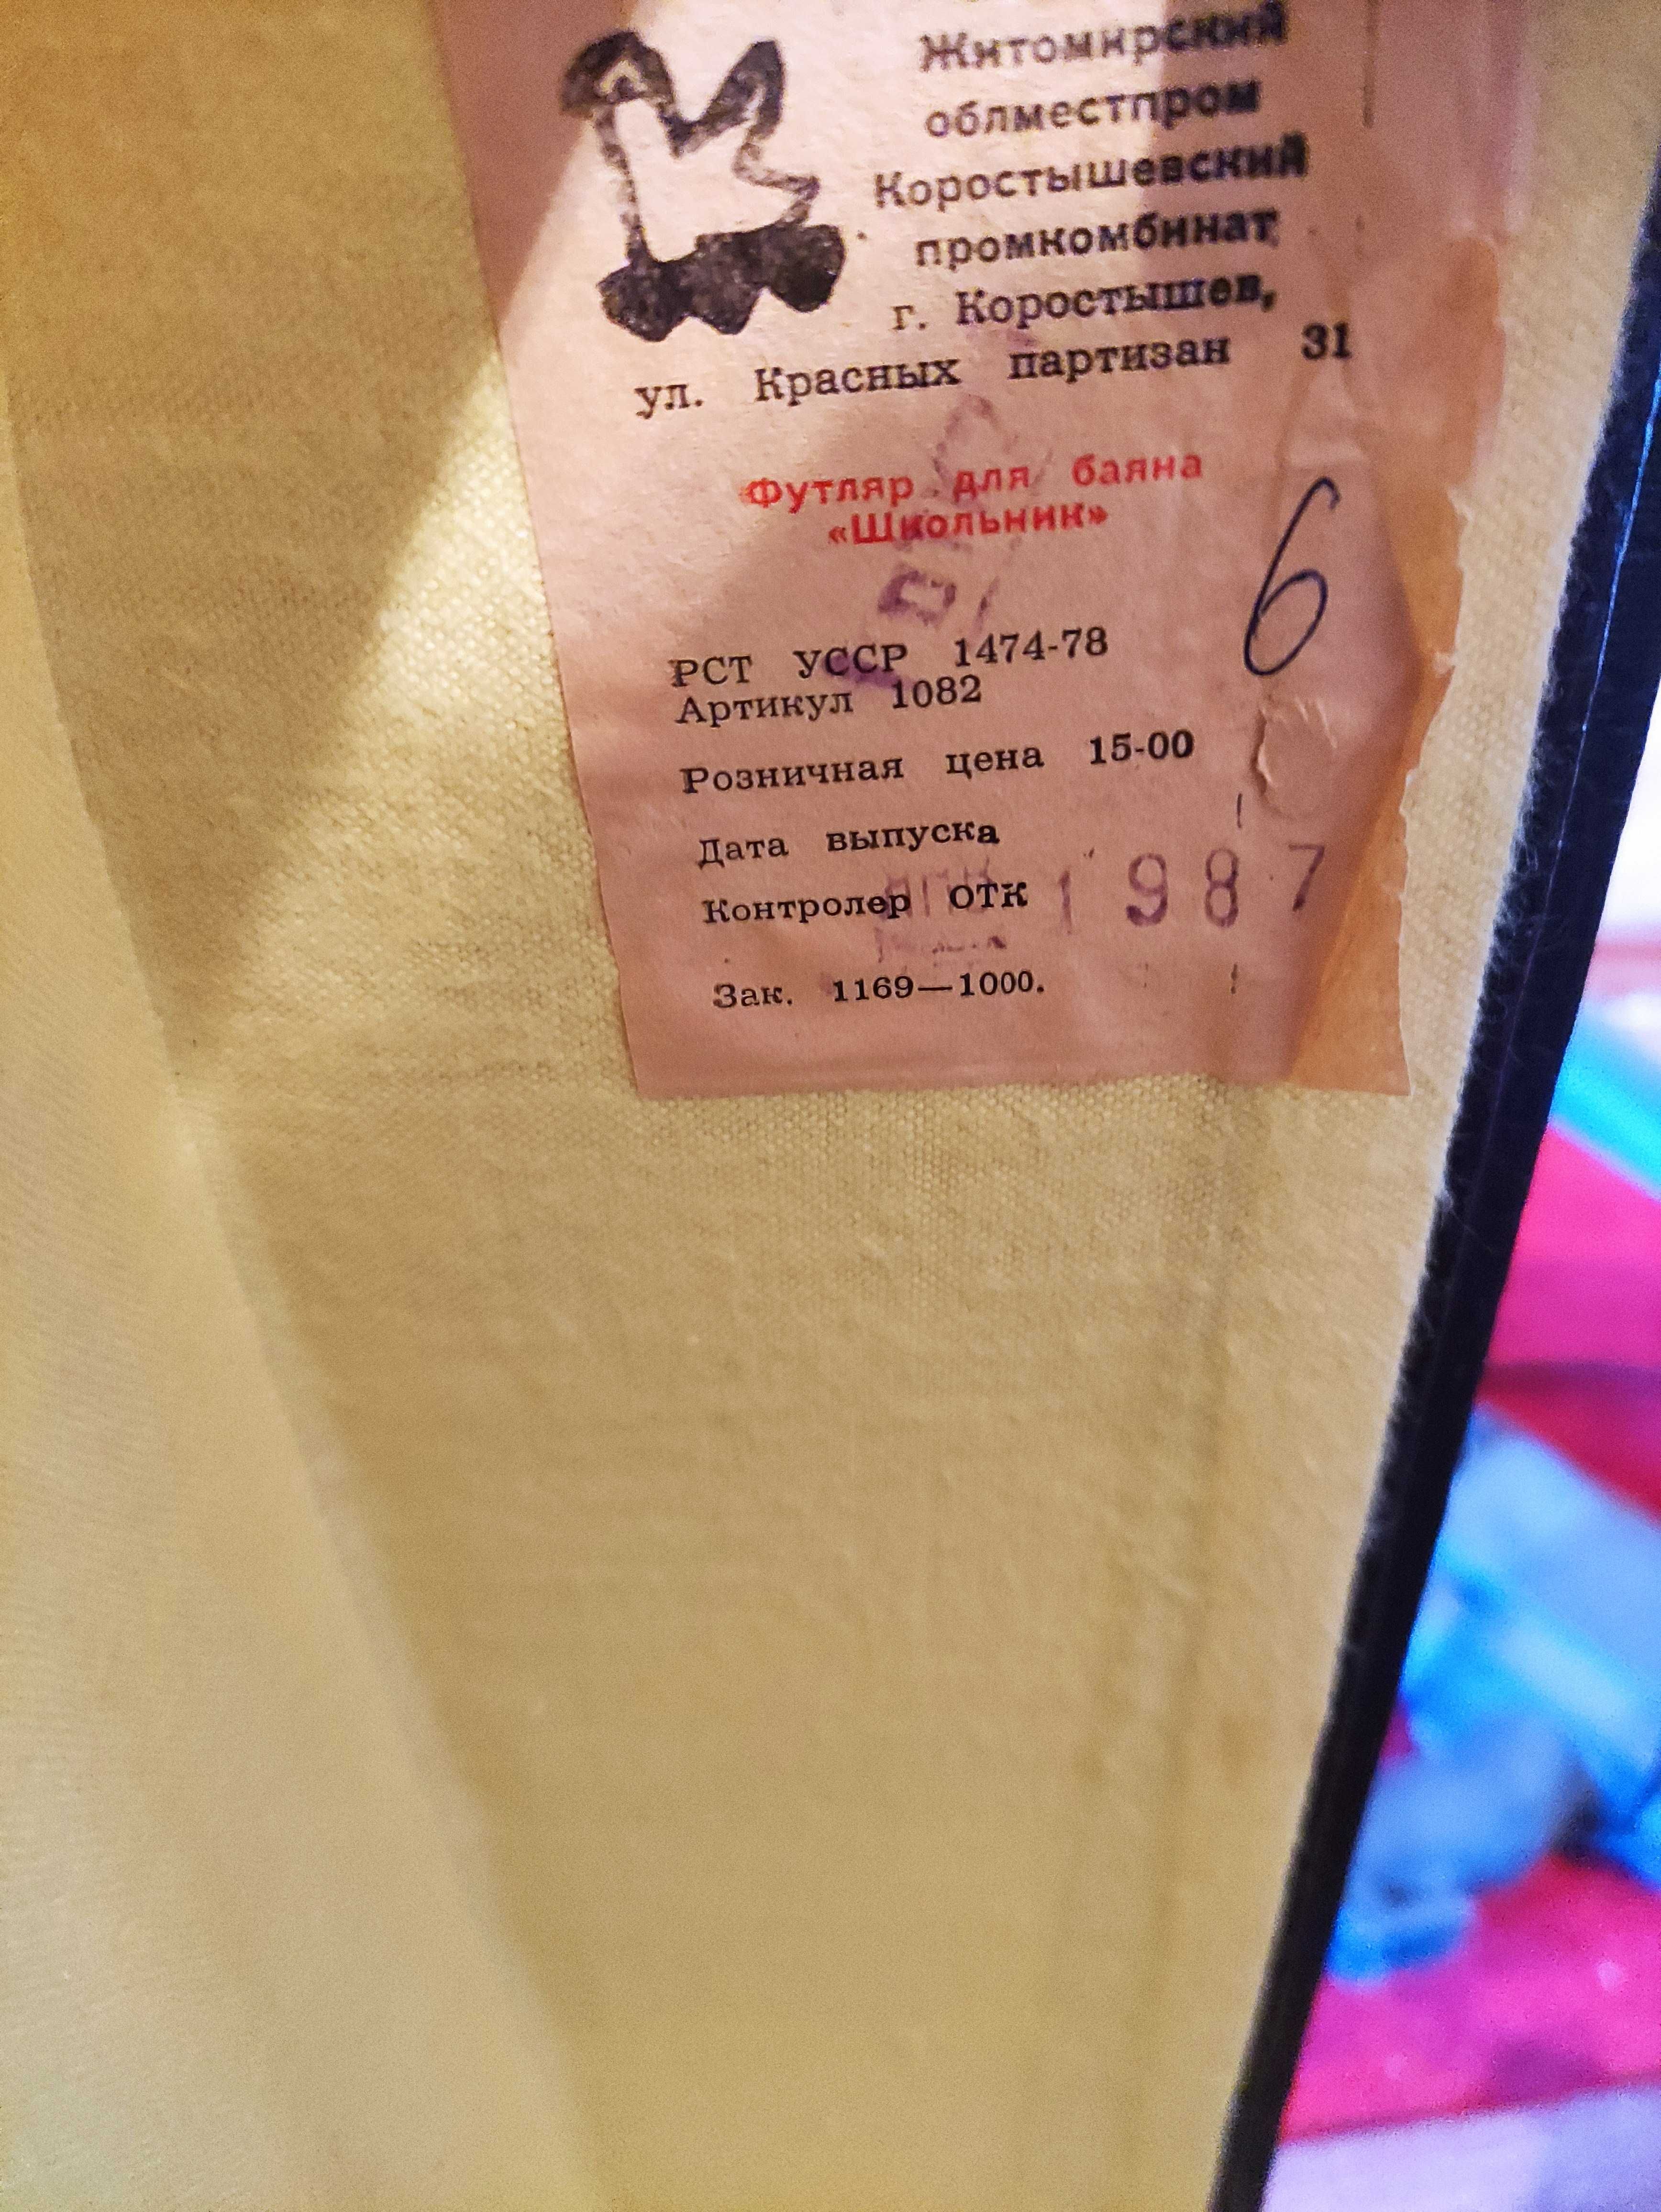 Житомирский
облместпром
Коростышевский
промкомбинат
г. Коростышев,
ул. Красных партизан 31
Футляр для баяна
«Школьник»
6
РСТ УССР 1474-78
Артикул 1082
Розничная цена 15-00
Дата выпуска
Контролер ОТК 1987
Зак. 1169—1000.